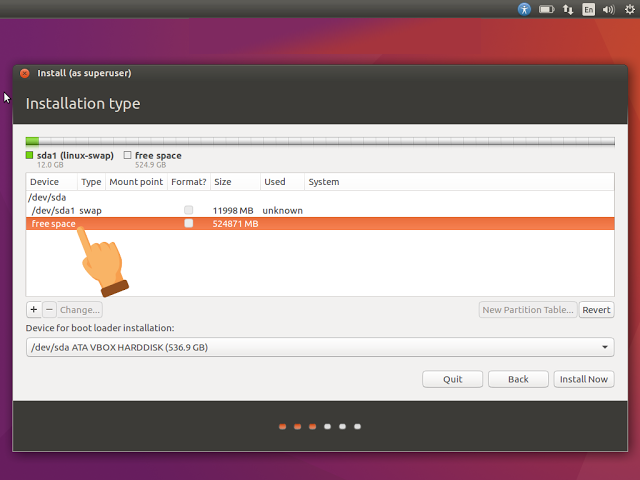 En
Install (as superuser)
Installation type
sda1 (linux-swap) free space
12.0 GB 524.9 GB
Device Type Mount point Format? Size Used System
/dev/sda
/dev/sda1 swap 11998 MB unknown
free space 524871 MB
+ − Change... New Partition Table... Revert
Device for boot loader installation:
/dev/sda ATA VBOX HARDDISK (536.9 GB)
Quit Back Install Now